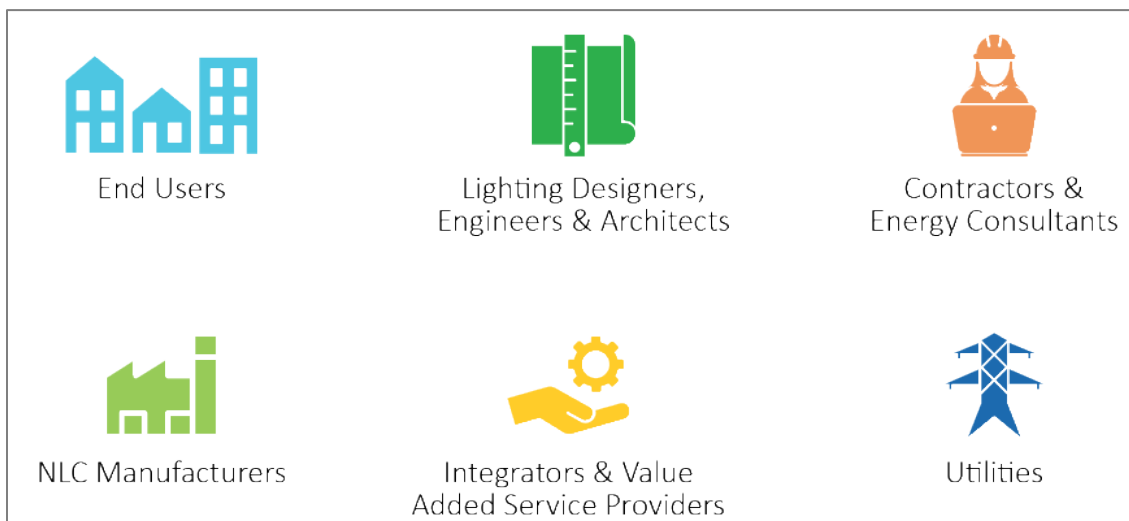 End Users
Lighting Designers,
Engineers & Architects
Contractors &
Energy Consultants
NLC Manufacturers
Integrators & Value
Added Service Providers
Utilities